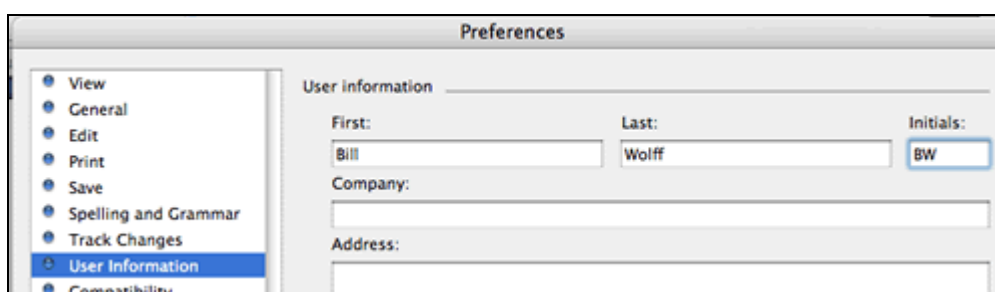 Preferences
View
General
Edit
Print
Save
Spelling and Grammar
Track Changes
User Information
Compatibility
User information
First:
Last:
Initials:
Bill
Wolff
BW
Company:
Address: